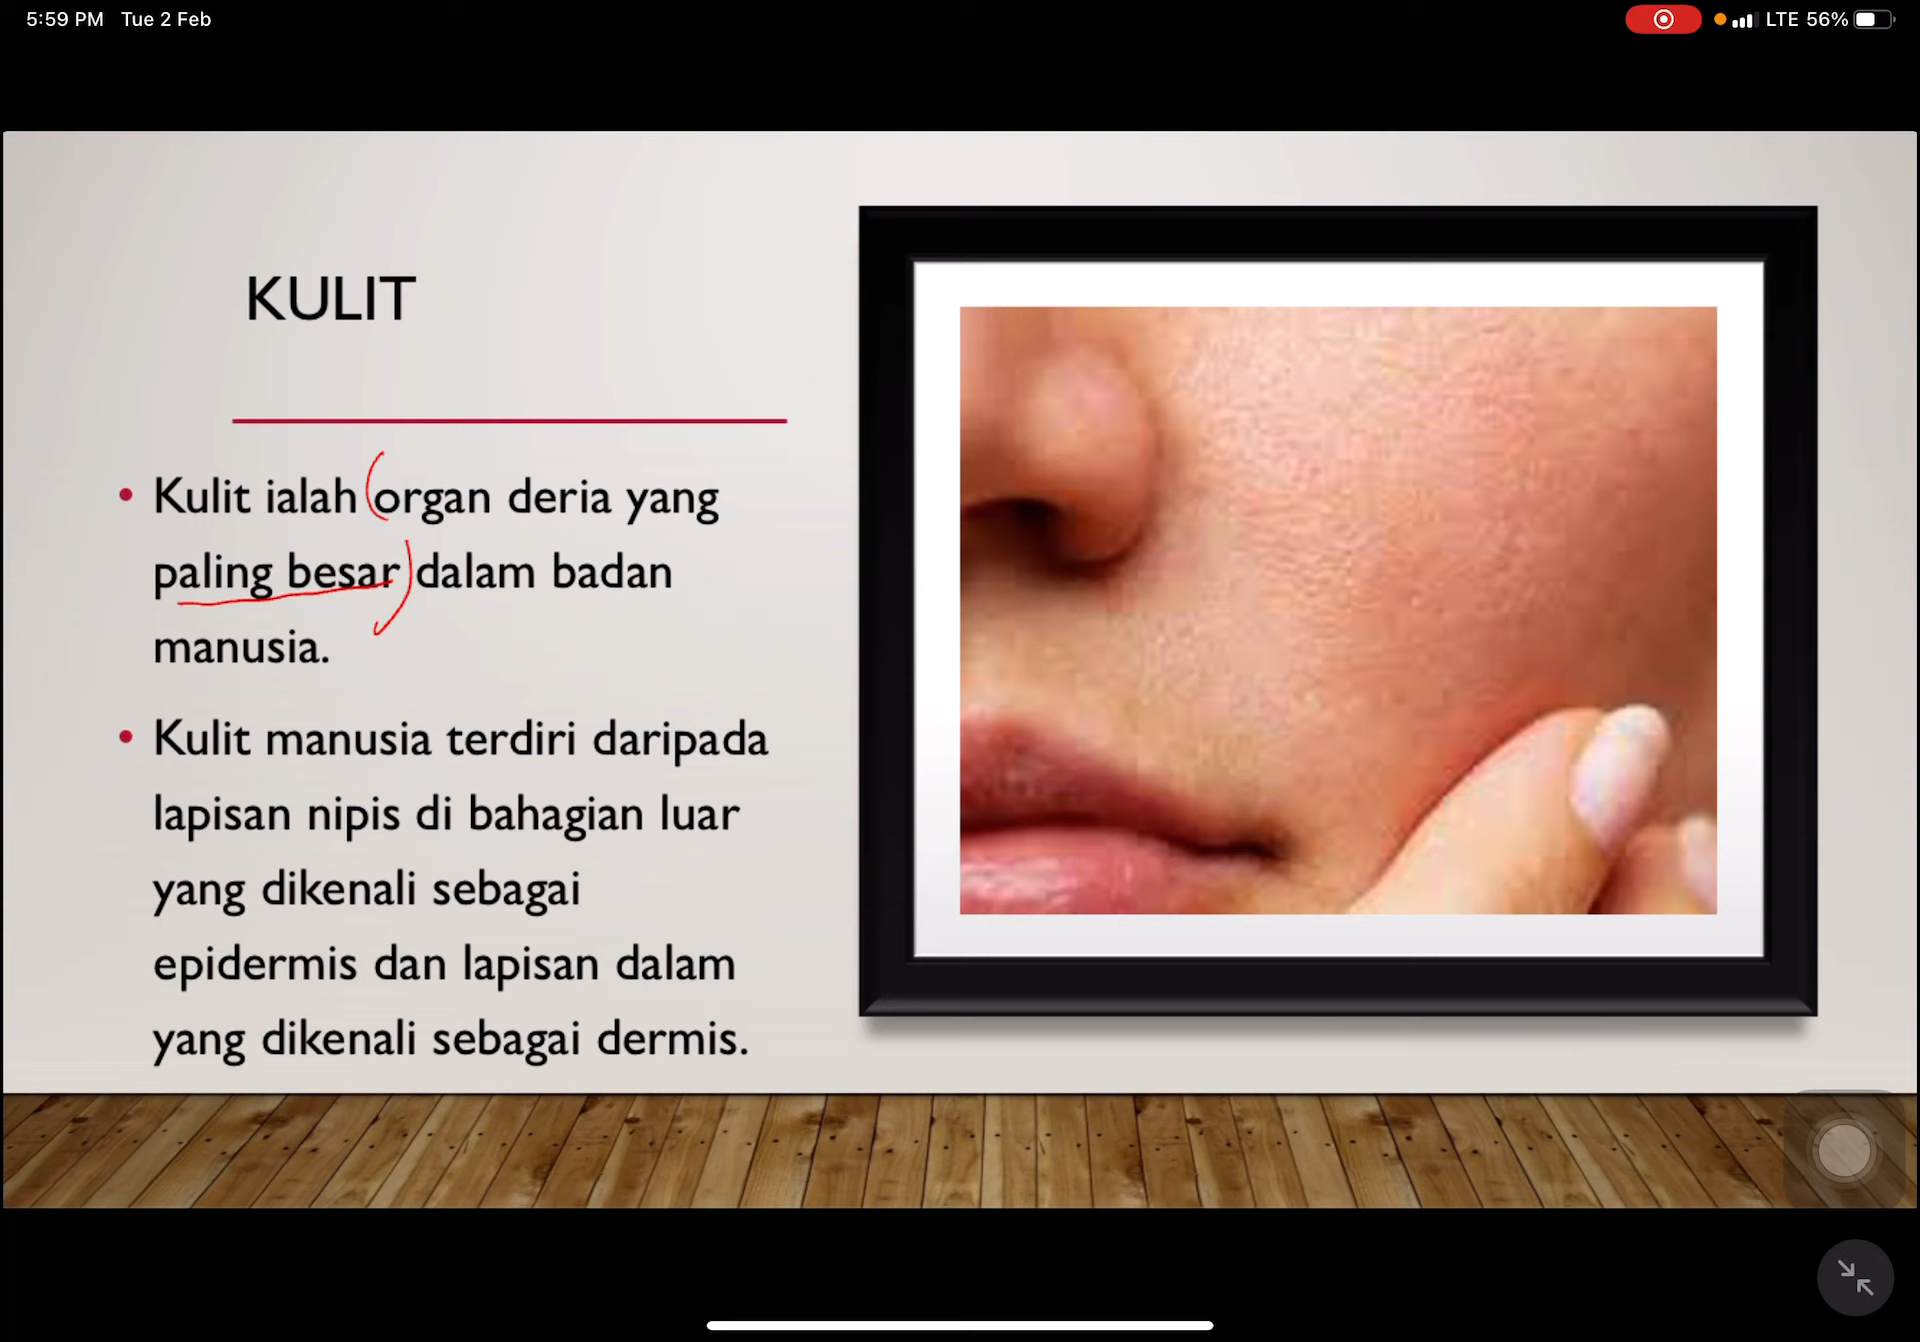 5:59 PM Tue 2 Feb
LTE 56%
KULIT
• Kulit ialah (organ deria yang
paling besar) dalam badan
manusia.
• Kulit manusia terdiri daripada
lapisan nipis di bahagian luar
yang dikenali sebagai
epidermis dan lapisan dalam
yang dikenali sebagai dermis.